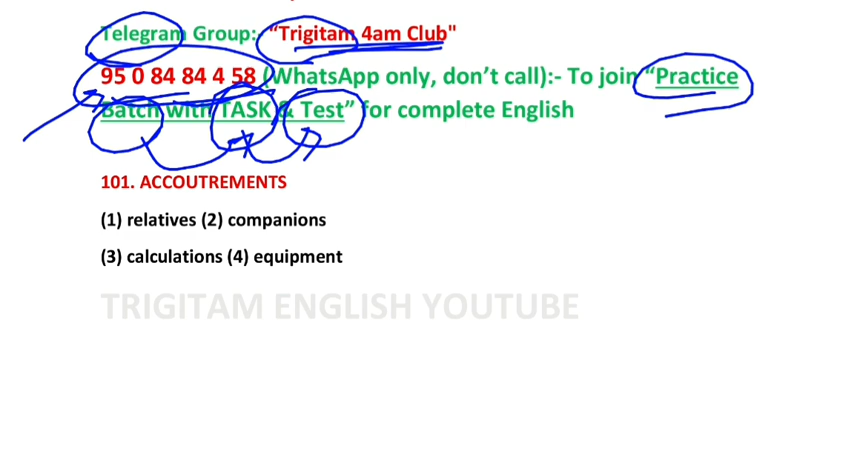 Telegram Group: "Trigitam 4am Club"
95 0 84 84 4 58 (WhatsApp only, don't call):- To join "Practice
Batch with TASK & Test" for complete English
101. ACCOUTREMENTS
(1) relatives (2) companions
(3) calculations (4) equipment
TRIGITAM ENGLISH YOUTUBE